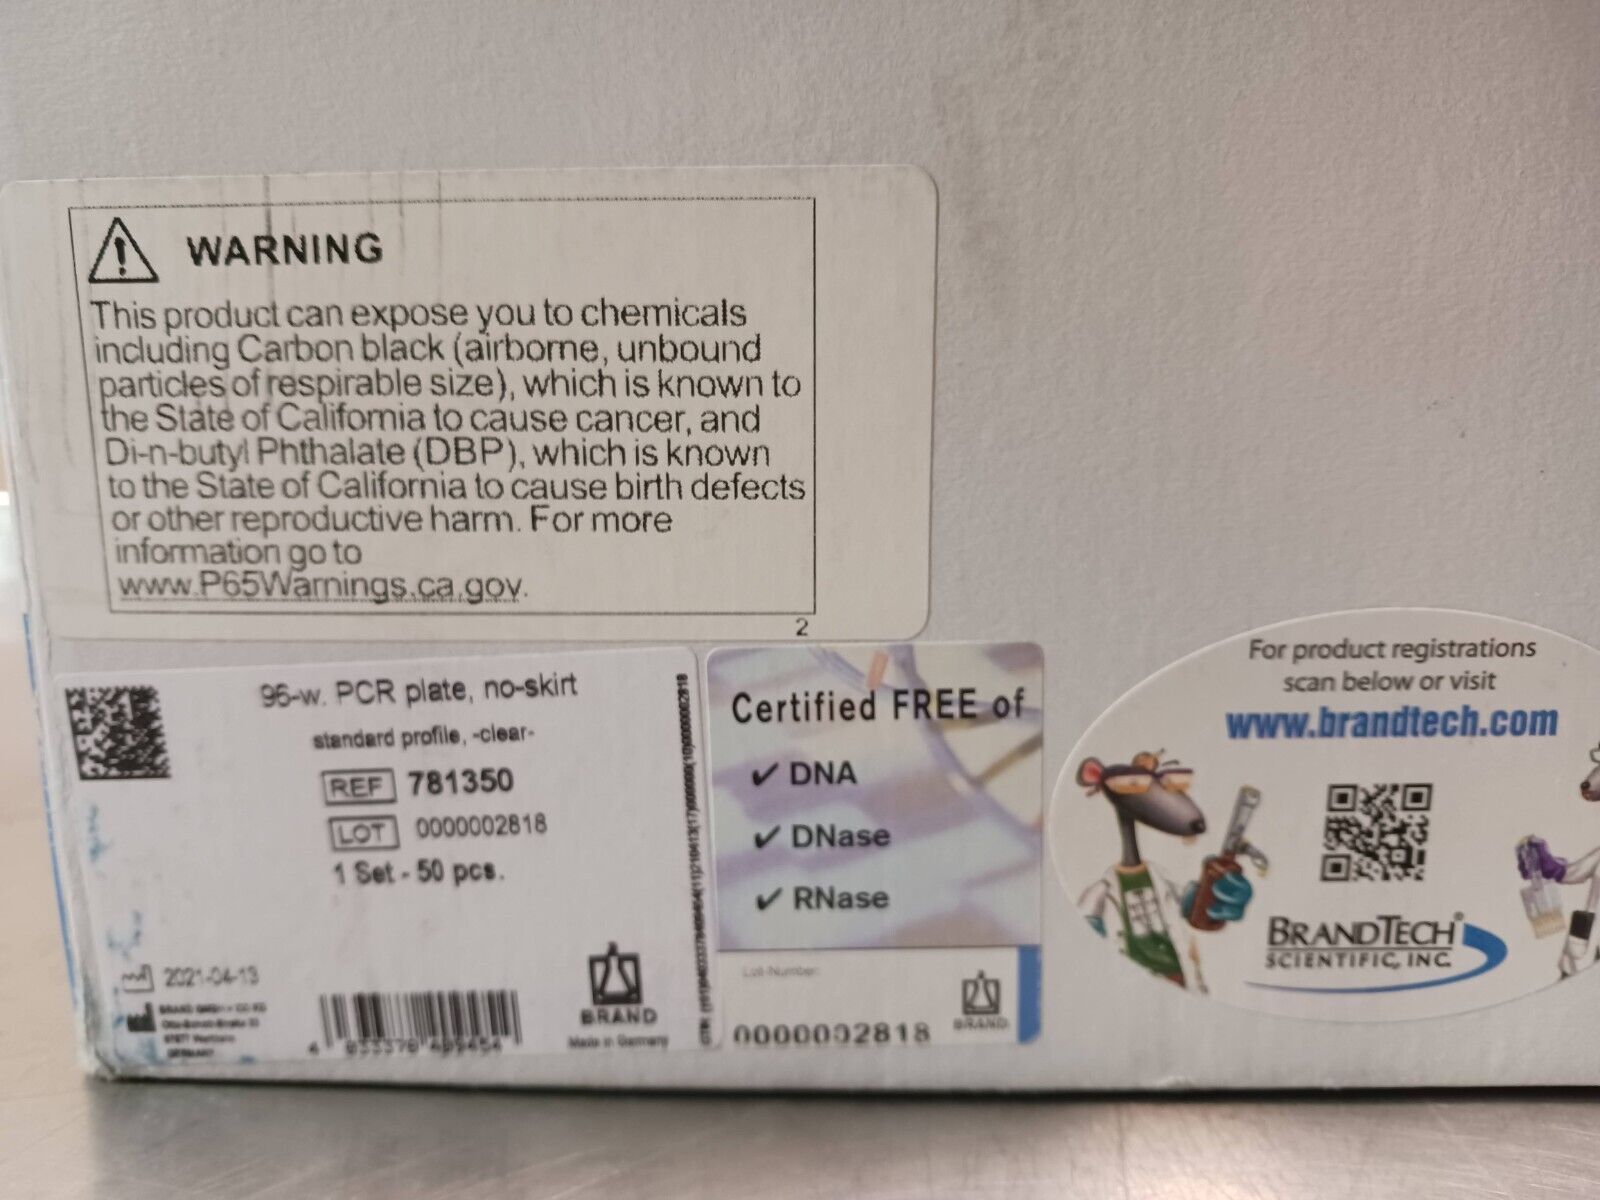 WARNING
This product can expose you to chemicals
including Carbon black (airborne, unbound
particles of respirable size), which is known to
the State of California to cause cancer, and
Di-n-butyl Phthalate (DBP), which is known
to the State of California to cause birth defects
or other reproductive harm. For more
information go to
www.P65Warnings.ca.gov.
2
96-w. PCR plate, no-skirt
standard profile, -clear-
REF 781350
LOT 0000002818
1 Set - 50 pcs.
2021-04-13
BRAND
Made in Germany
Certified FREE of
✓ DNA
✓ DNase
✓ RNase
Lot-Number:
0000002818
BRAND
For product registrations
scan below or visit
www.brandtech.com
BRANDTECH®
SCIENTIFIC, INC.